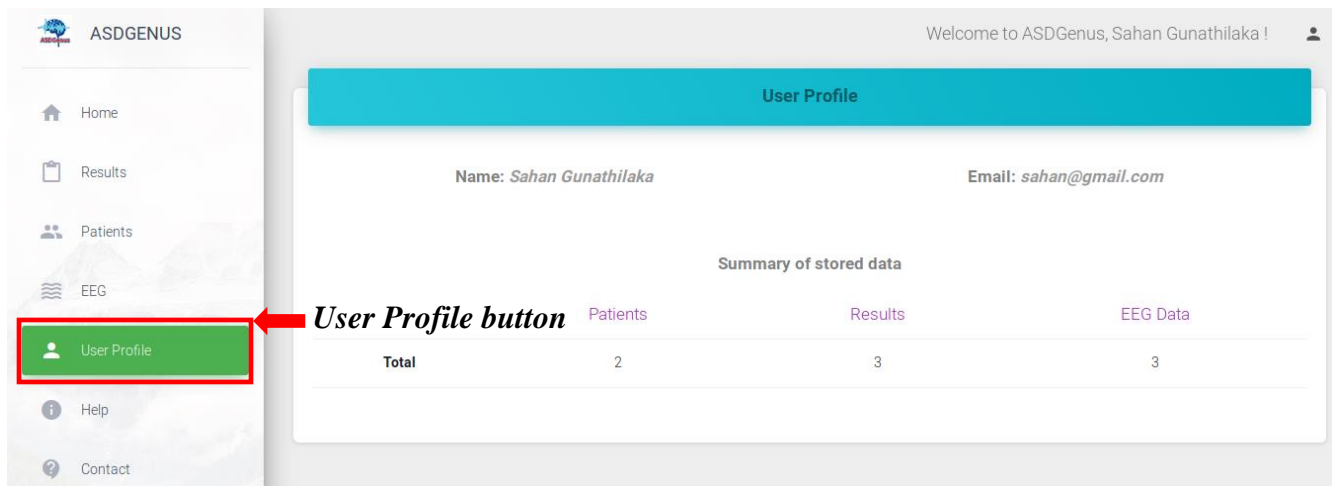 ASDGenus
ASDGENUS
Welcome to ASDGenus, Sahan Gunathilaka !
Home
Results
Patients
EEG
User Profile
Help
Contact
User Profile
Name: Sahan Gunathilaka
Email: sahan@gmail.com
Summary of stored data
User Profile button
Patients Results EEG Data
Total 2 3 3